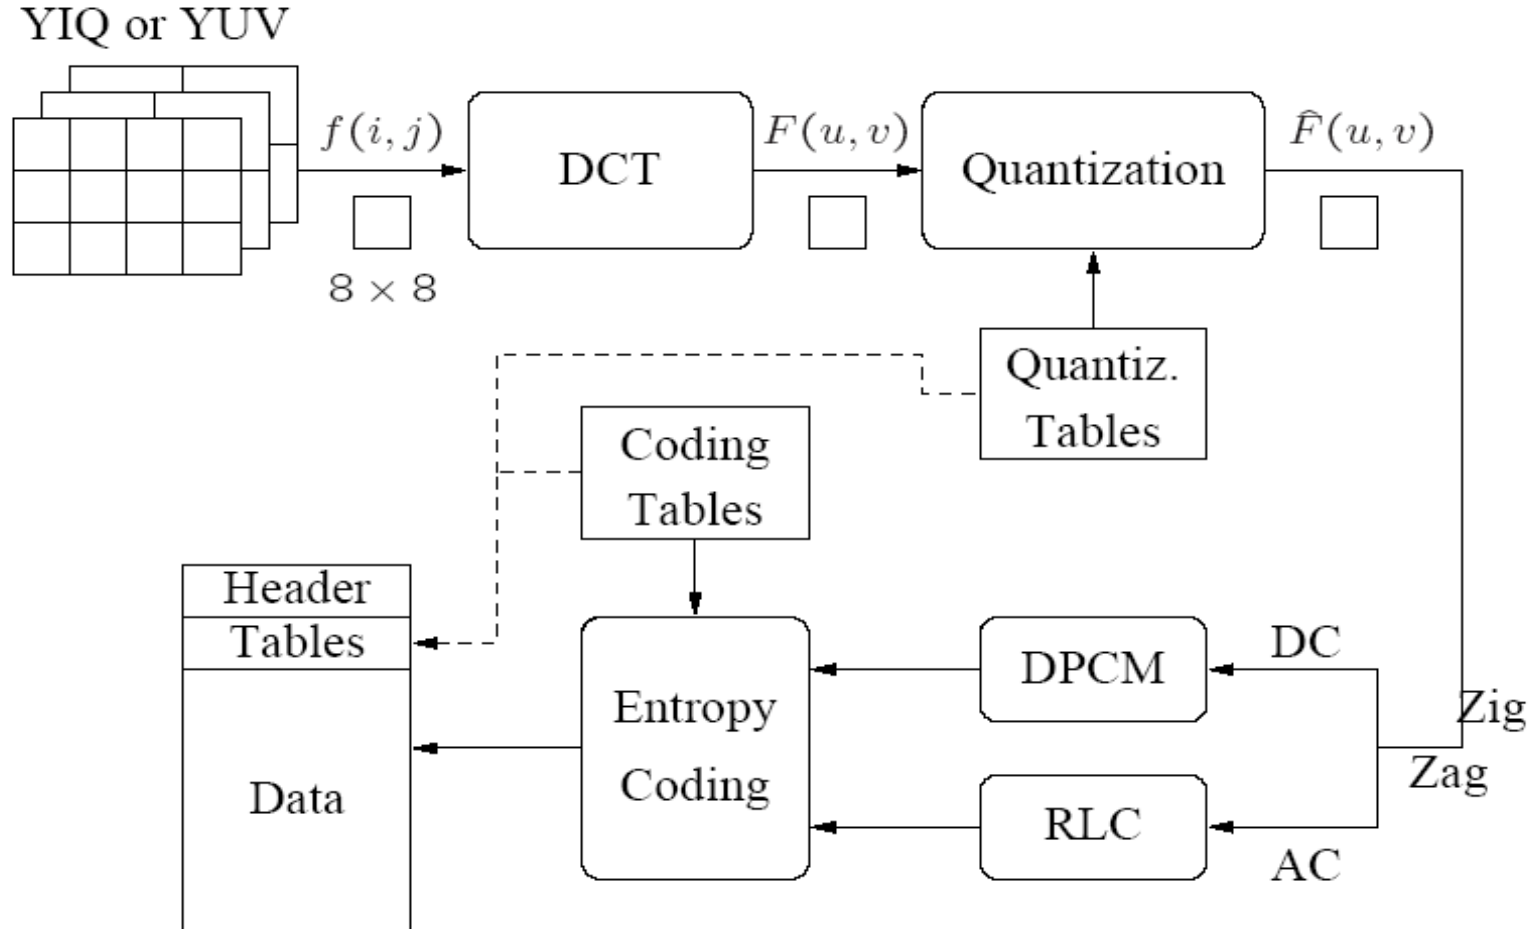 YIQ or YUV
f(i, j)
DCT
F(u, v)
Quantization
F̂(u, v)
8 × 8
Quantiz.
Tables
Coding
Tables
Header
Tables
Data
Entropy
Coding
DPCM
DC
RLC
AC
Zig
Zag